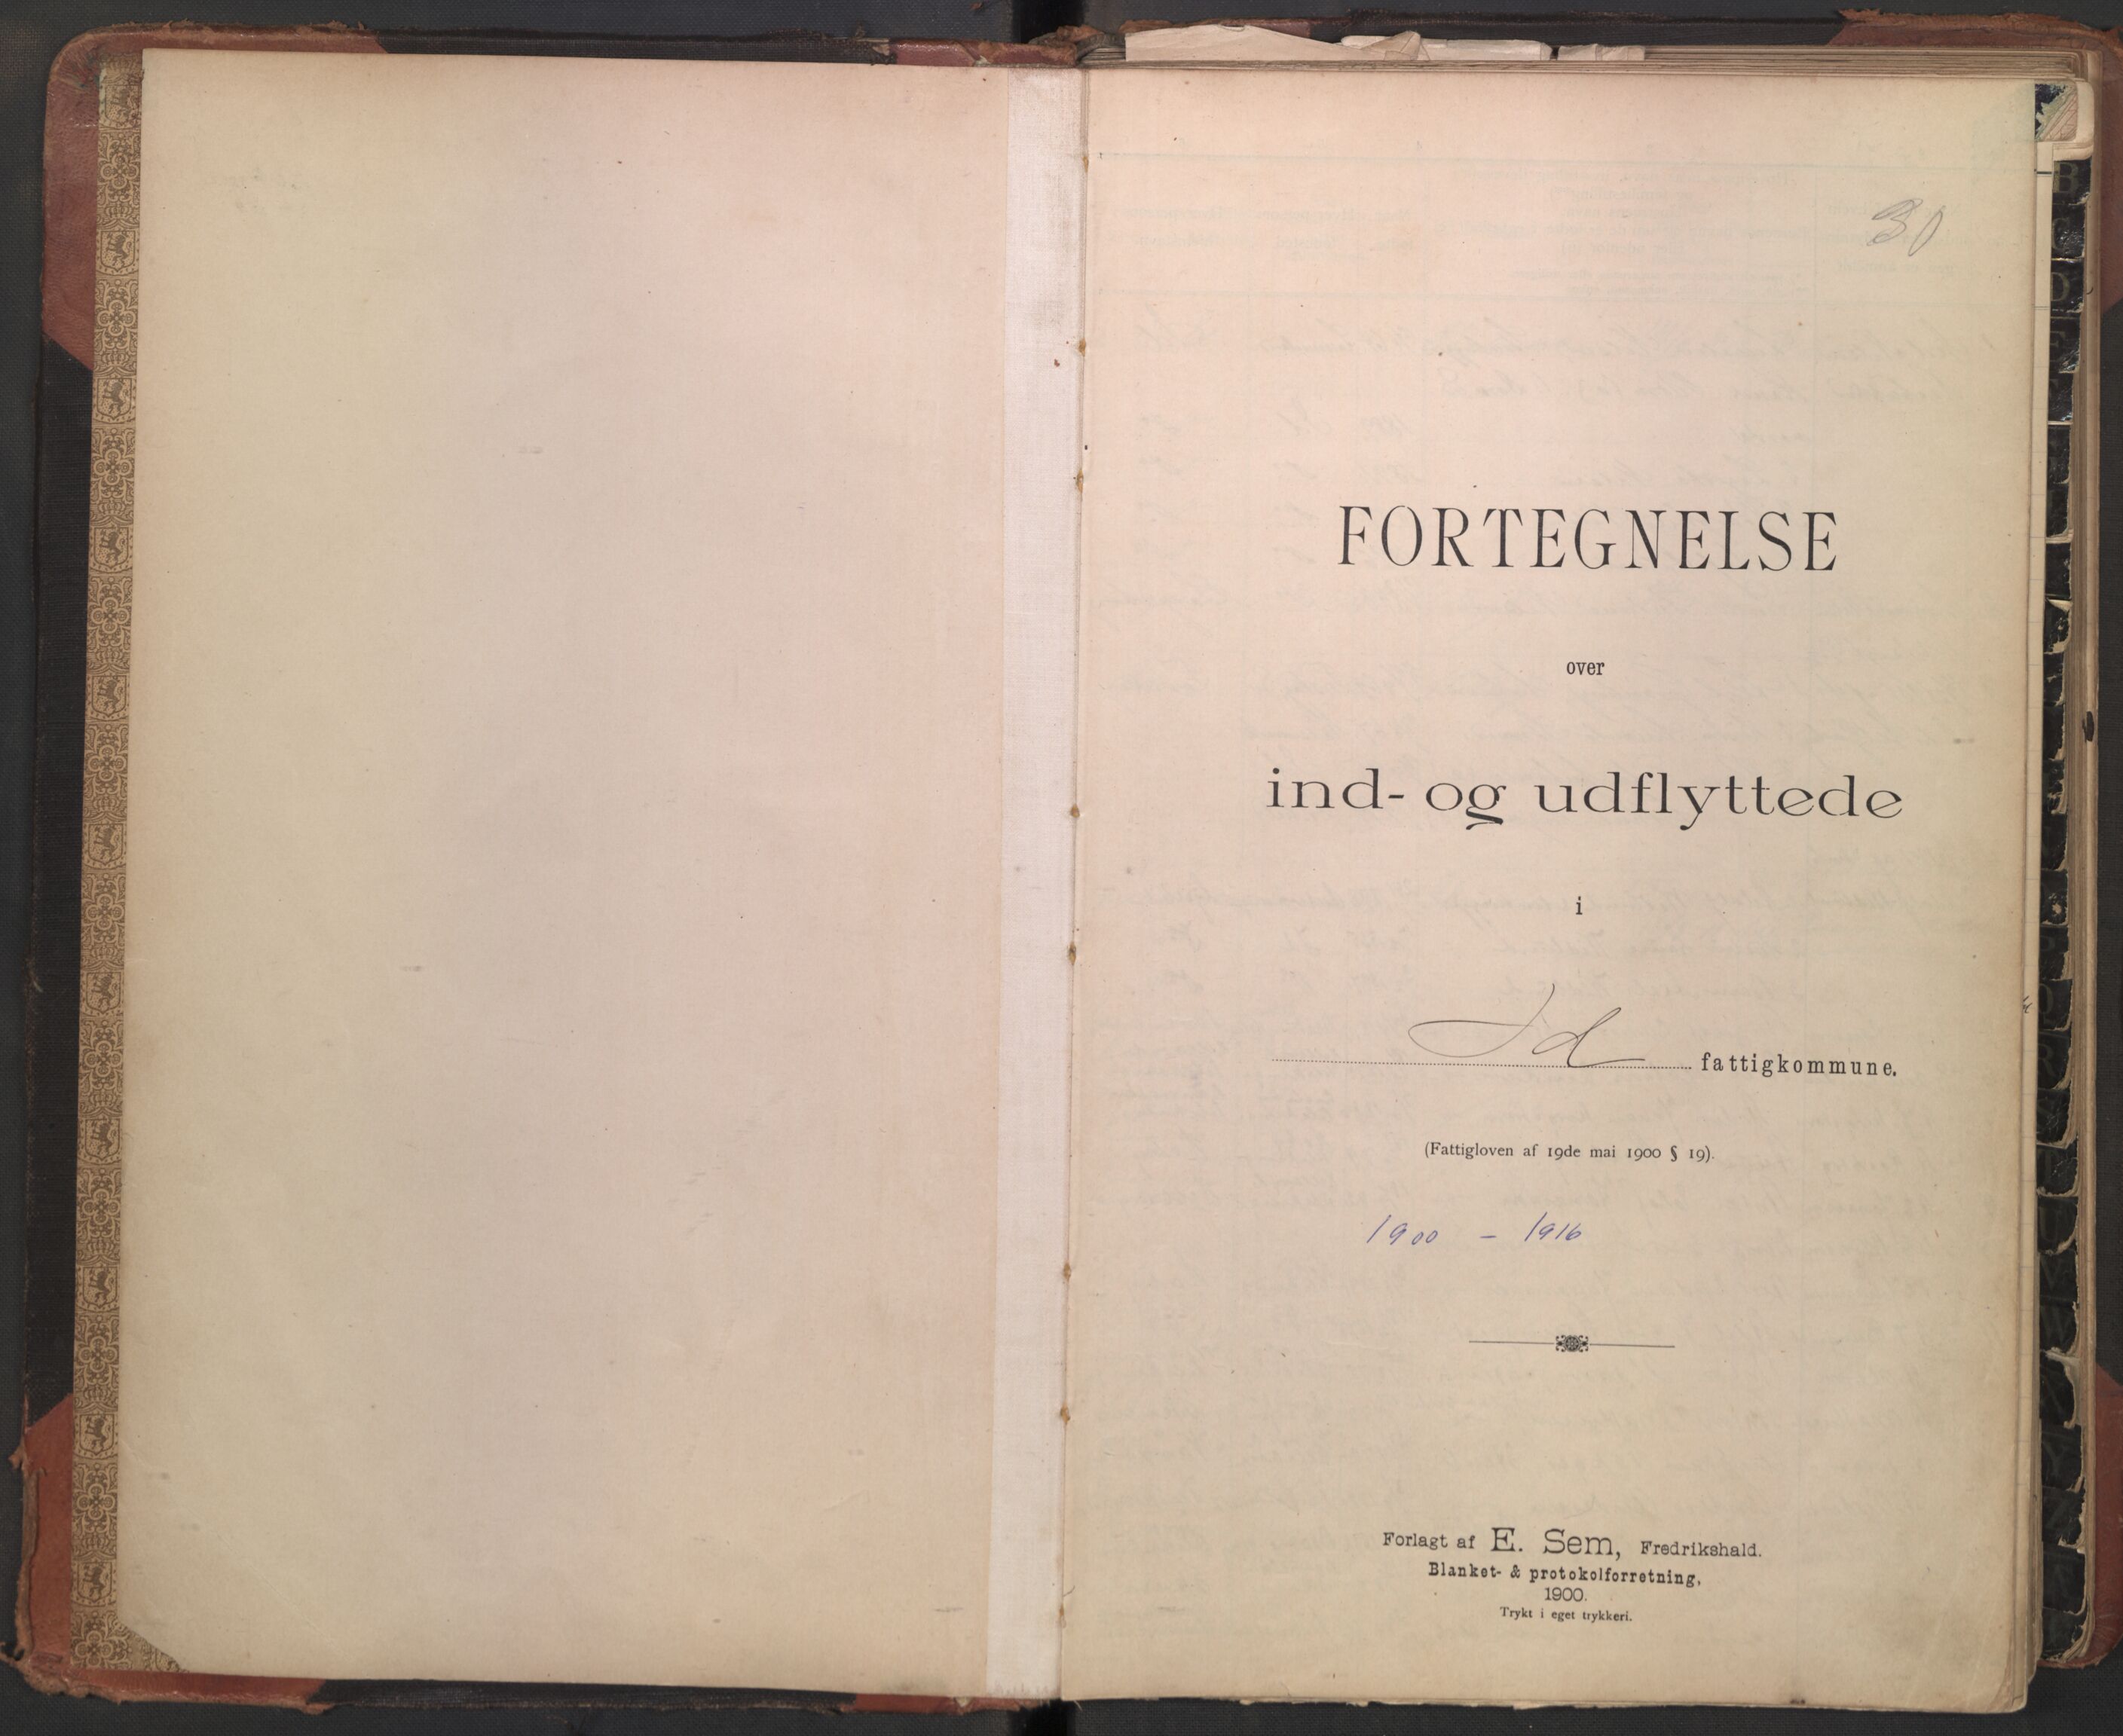 30
FORTEGNELSE
over
ind- og udflyttede
i
Id fattigkommune.
(Fattigloven af 19de mai 1900 § 19).
1900 - 1916
Forlagt af E. Sem, Fredrikshald.
Blanket- & protokolforretning,
1900.
Trykt i eget trykkeri.